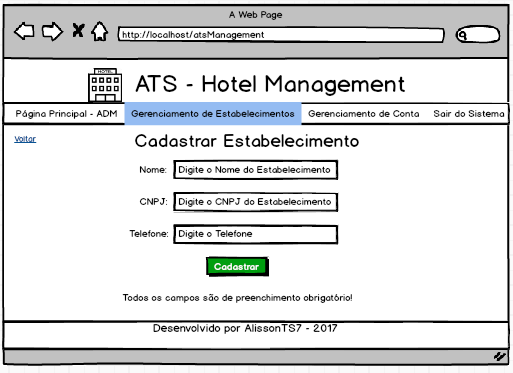 A Web Page
http://localhost/atsManagement
HOTEL
ATS - Hotel Management
Página Principal - ADM Gerenciamento de Estabelecimentos Gerenciamento de Conta Sair do Sistema
Voltar
Cadastrar Estabelecimento
Nome: Digite o Nome do Estabelecimento
CNPJ: Digite o CNPJ do Estabelecimento
Telefone: Digite o Telefone
Cadastrar
Todos os campos são de preenchimento obrigatório!
Desenvolvido por AlissonTS7 - 2017